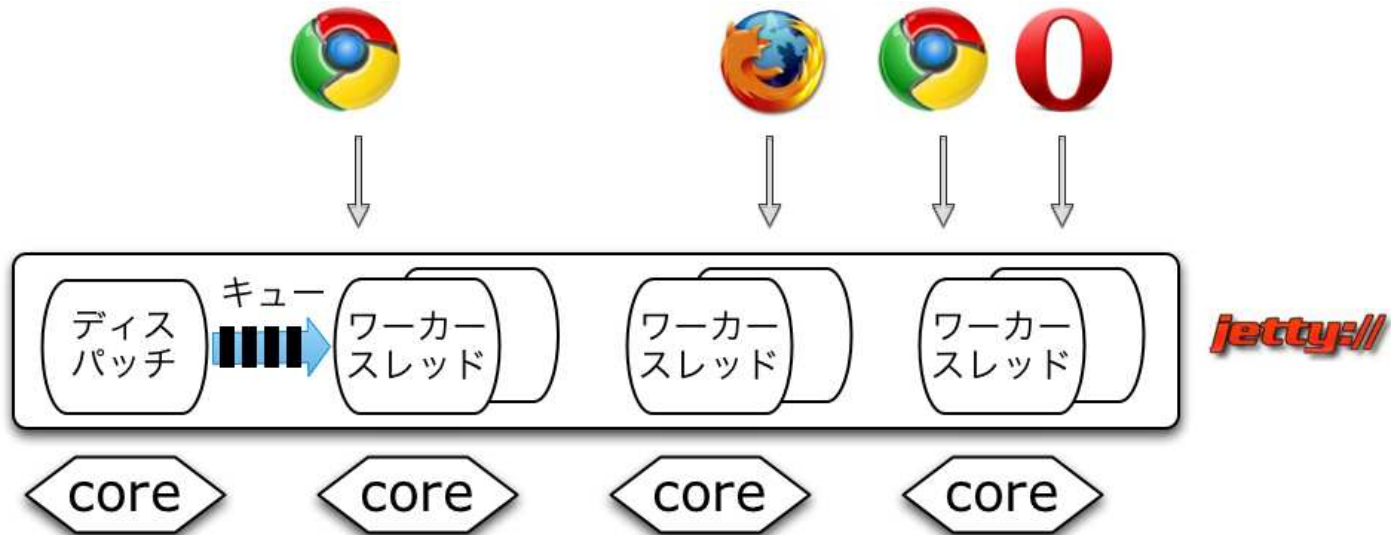 キュー
ディス
パッチ
ワーカー
スレッド
ワーカー
スレッド
ワーカー
スレッド
jetty://
core
core
core
core